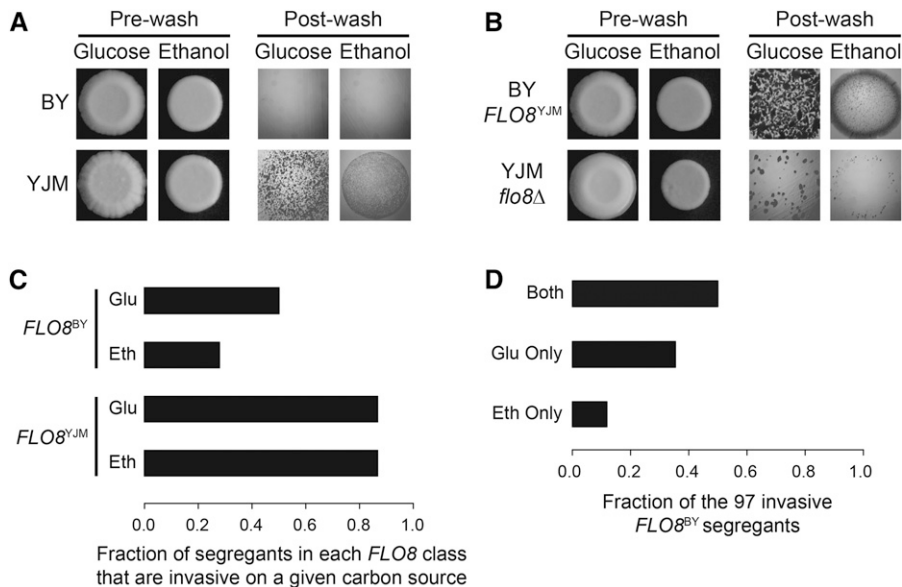 A
Pre-wash Post-wash
Glucose Ethanol Glucose Ethanol
BY
YJM
B
Pre-wash Post-wash
Glucose Ethanol Glucose Ethanol
BY
FLO8YJM
YJM
flo8Δ
C
FLO8BY
Glu
Eth
FLO8YJM
Glu
Eth
0.0 0.2 0.4 0.6 0.8 1.0
Fraction of segregants in each FLO8 class
that are invasive on a given carbon source
D
Both
Glu Only
Eth Only
0.0 0.2 0.4 0.6 0.8 1.0
Fraction of the 97 invasive
FLO8BY segregants